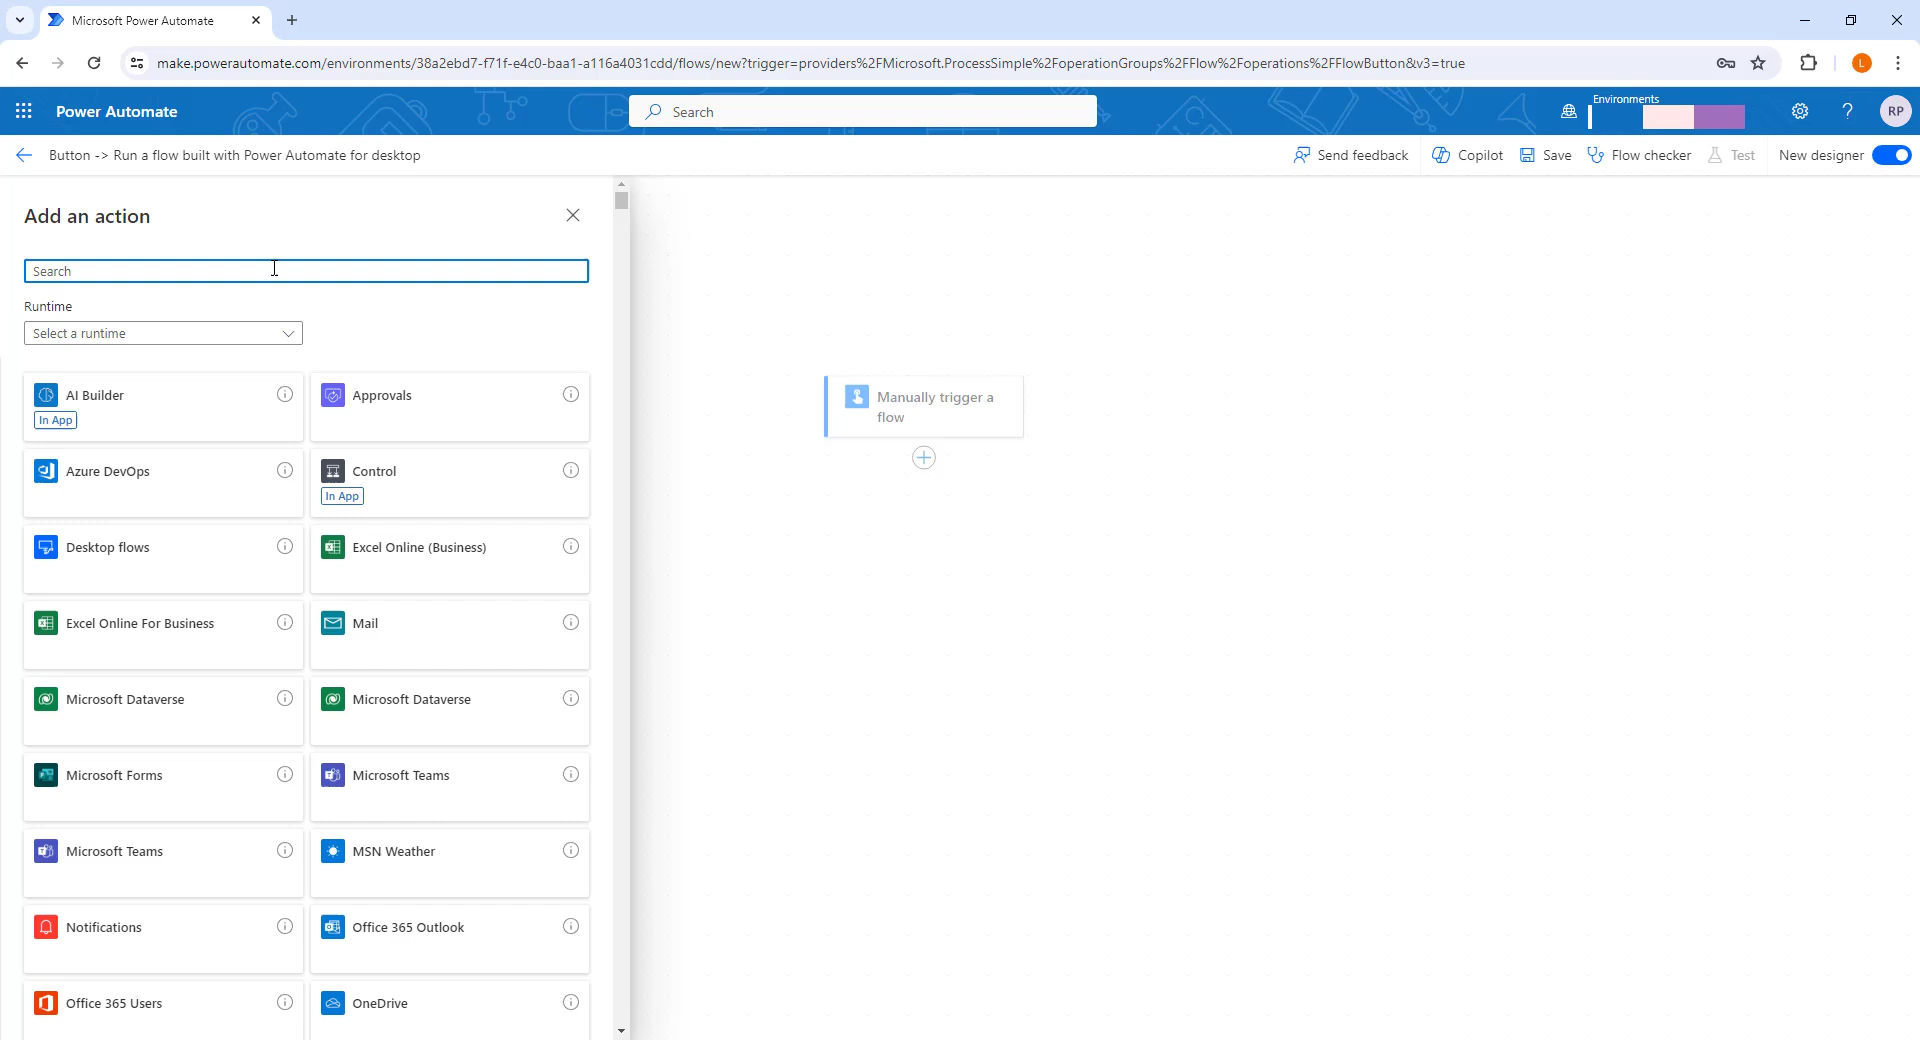 Microsoft Power Automate
make.powerautomate.com/environments/38a2ebd7-f71f-e4c0-baa1-a116a4031cdd/flows/new?trigger=providers%2FMicrosoft.ProcessSimple%2FoperationGroups%2FFlow%2Foperations%2FFlowButton&v3=true
L
Power Automate
Search
Environments
RP
Button -> Run a flow built with Power Automate for desktop
Send feedback
Copilot
Save
Flow checker
Test
New designer
Add an action
Search
Runtime
Select a runtime
AI Builder
In App
Approvals
Azure DevOps
Control
In App
Desktop flows
Excel Online (Business)
Excel Online For Business
Mail
Microsoft Dataverse
Microsoft Dataverse
Microsoft Forms
Microsoft Teams
Microsoft Teams
MSN Weather
Notifications
Office 365 Outlook
Office 365 Users
OneDrive
Manually trigger a
flow